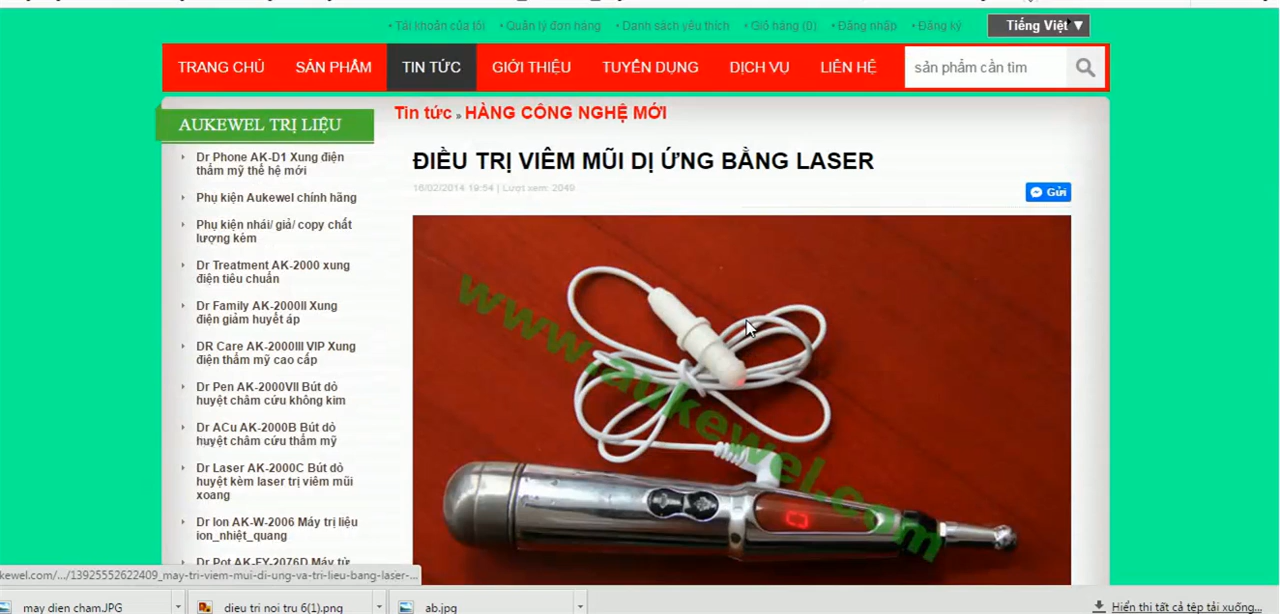 • Tài khoản của tôi • Quản lý đơn hàng • Danh sách yêu thích • Giỏ hàng (0) • Đăng nhập • Đăng ký
Tiếng Việt ▼
TRANG CHỦ SẢN PHẨM TIN TỨC GIỚI THIỆU TUYỂN DỤNG DỊCH VỤ LIÊN HỆ
sản phẩm cần tìm
AUKEWEL TRỊ LIỆU
Dr Phone AK-D1 Xung điện
thẩm mỹ thế hệ mới
Phụ kiện Aukewel chính hãng
Phụ kiện nhái/ giả/ copy chất
lượng kém
Dr Treatment AK-2000 xung
điện tiêu chuẩn
Dr Family AK-2000II Xung
điện giảm huyết áp
DR Care AK-2000III VIP Xung
điện thẩm mỹ cao cấp
Dr Pen AK-2000VII Bút dò
huyệt châm cứu không kim
Dr ACu AK-2000B Bút dò
huyệt châm cứu thẩm mỹ
Dr Laser AK-2000C Bút dò
huyệt kèm laser trị viêm mũi
xoang
Dr Ion AK-W-2006 Máy trị liệu
ion_nhiệt_quang
Dr Pot AK-FY-2076D Máy từ
Tin tức » HÀNG CÔNG NGHỆ MỚI
ĐIỀU TRỊ VIÊM MŨI DỊ ỨNG BẰNG LASER
16/02/2014 19:54 | Lượt xem: 2049
Gửi
www.aukewel.com
0
kewel.com/.../13925552622409_may-tri-viem-mui-di-ung-va-tri-lieu-bang-laser-...
may dien cham.JPG
dieu tri noi tru 6(1).png
ab.jpg
Hiển thị tất cả tệp tải xuống...